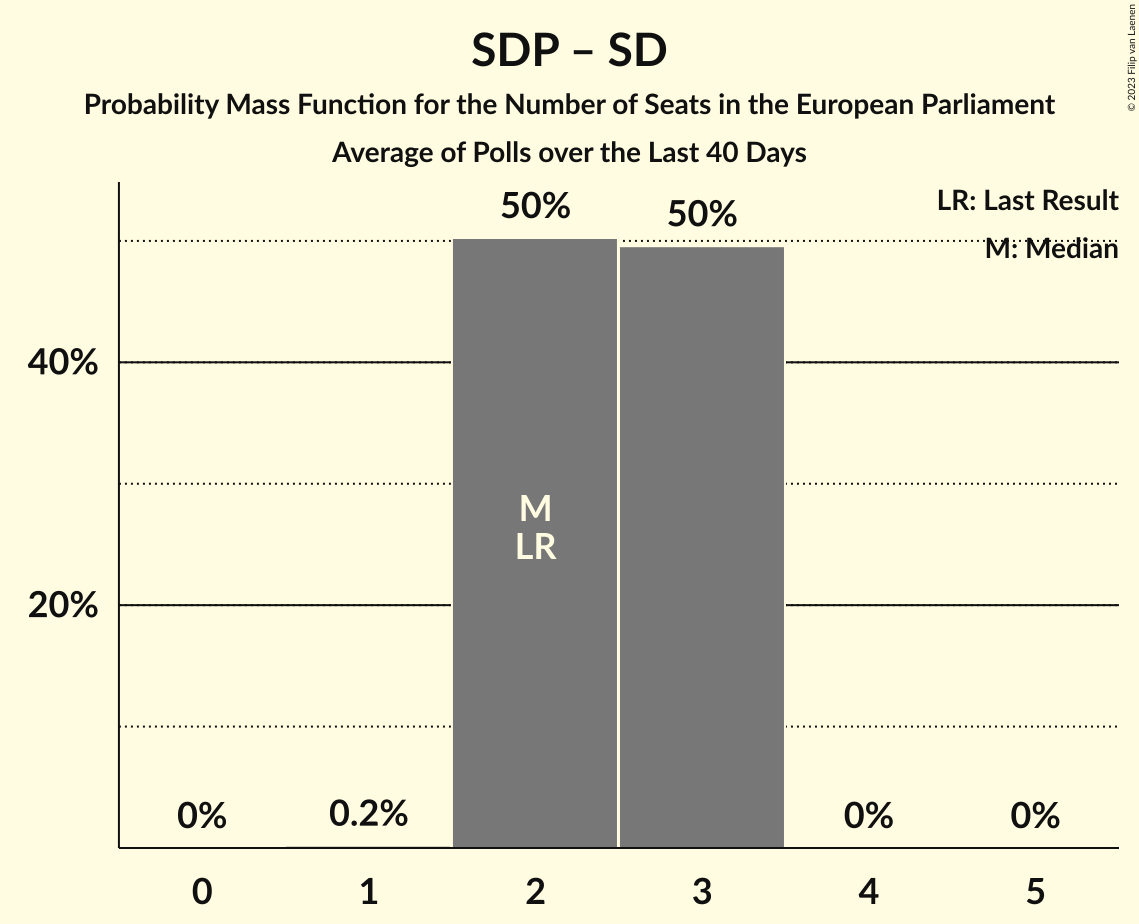 SDP – SD
Probability Mass Function for the Number of Seats in the European Parliament
Average of Polls over the Last 40 Days
© 2023 Filip van Laenen
LR: Last Result
M: Median
50%
50%
40%
20%
M
LR
0%
0.2%
0%
0%
0
1
2
3
4
5